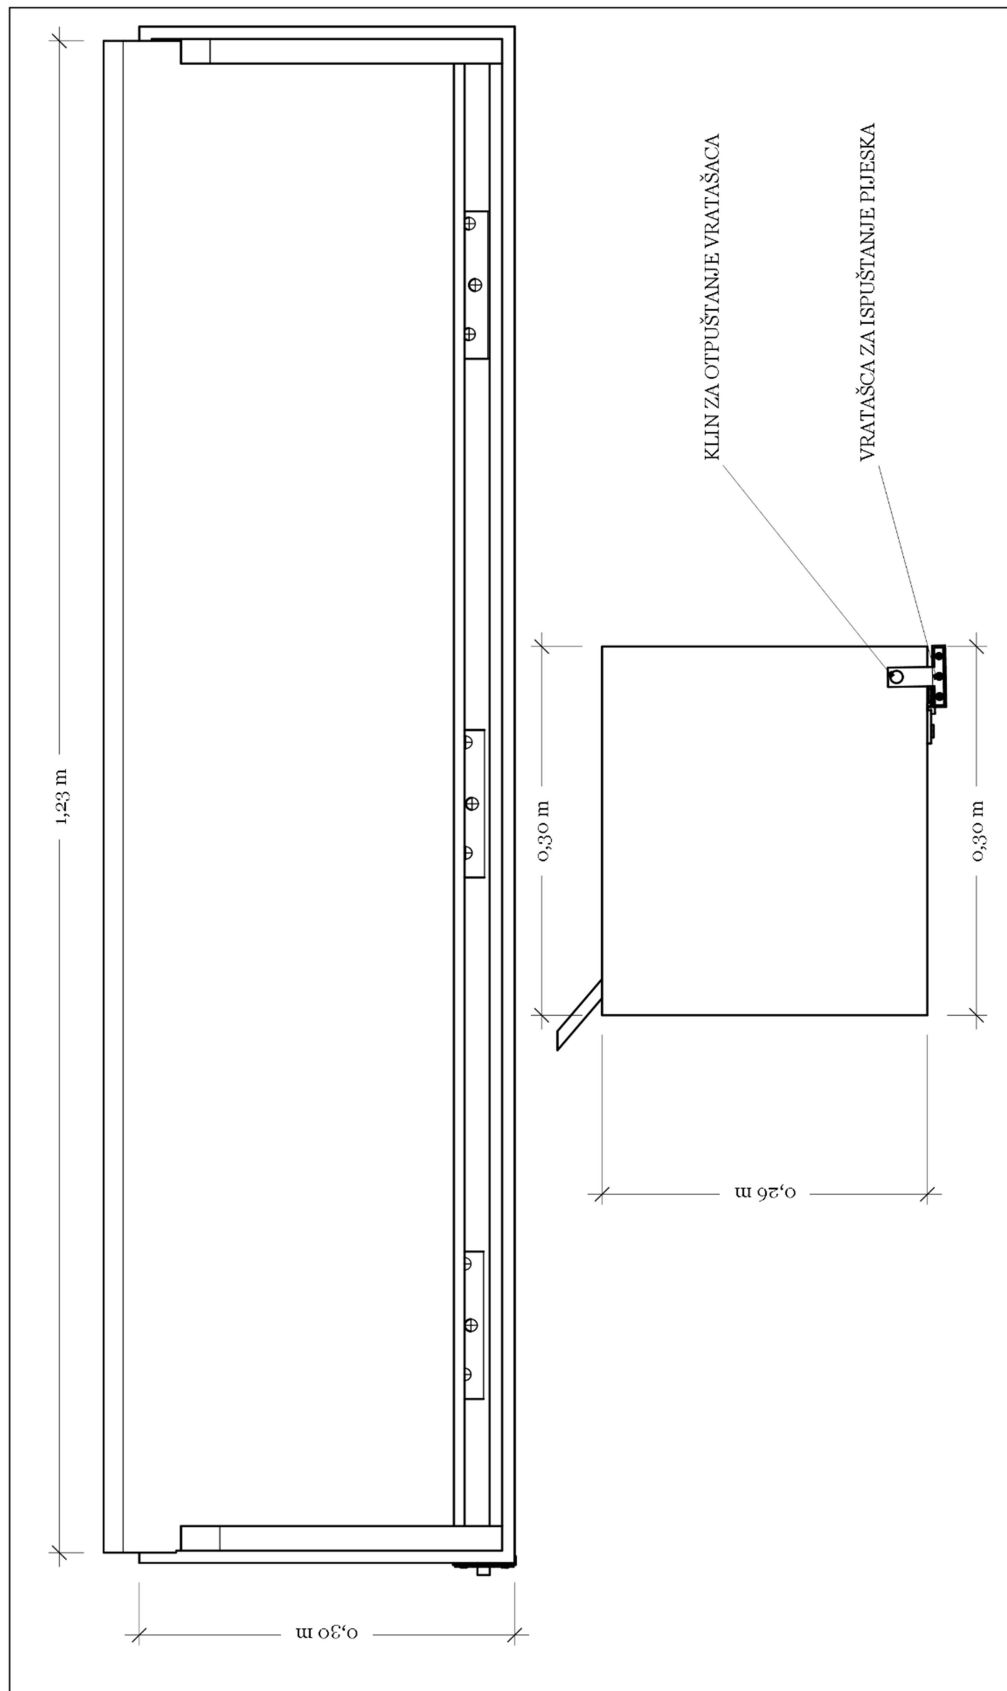 1,23 m
0,30 m
KLIN ZA OTPUŠTANJE VRATAŠACA
VRATAŠCA ZA ISPUŠTANJE PIJESKA
0,30 m
0,30 m
0,26 m